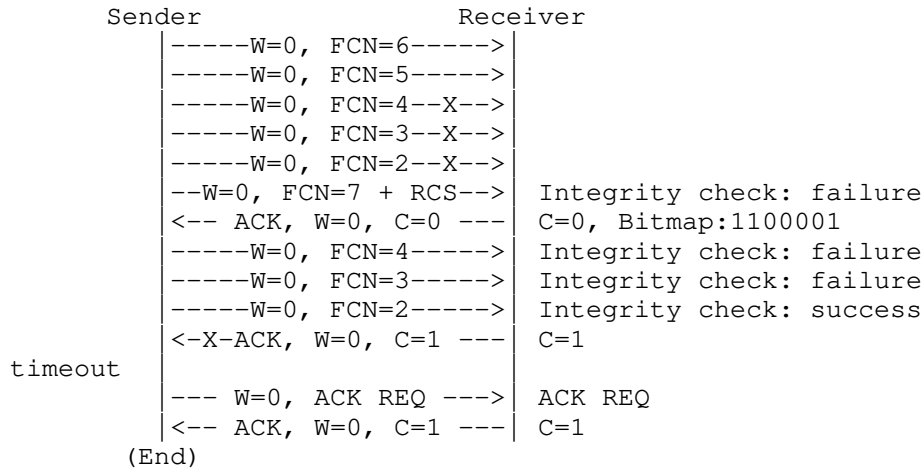 Sender Receiver
|-----W=0, FCN=6----->|
|-----W=0, FCN=5----->|
|-----W=0, FCN=4--X-->|
|-----W=0, FCN=3--X-->|
|-----W=0, FCN=2--X-->|
|--W=0, FCN=7 + RCS-->| Integrity check: failure
|<-- ACK, W=0, C=0 ---| C=0, Bitmap:1100001
|-----W=0, FCN=4----->| Integrity check: failure
|-----W=0, FCN=3----->| Integrity check: failure
|-----W=0, FCN=2----->| Integrity check: success
|<-X-ACK, W=0, C=1 ---| C=1
timeout | |
|--- W=0, ACK REQ --->| ACK REQ
|<-- ACK, W=0, C=1 ---| C=1
(End)